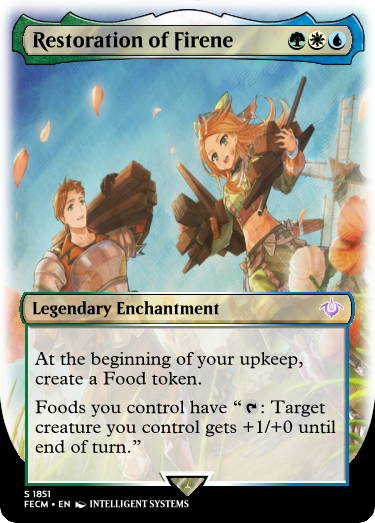 Restoration of Firene
Legendary Enchantment
At the beginning of your upkeep,
create a Food token.
Foods you control have “: Target
creature you control gets +1/+0 until
end of turn.”
S 1851
FECM • EN INTELLIGENT SYSTEMS